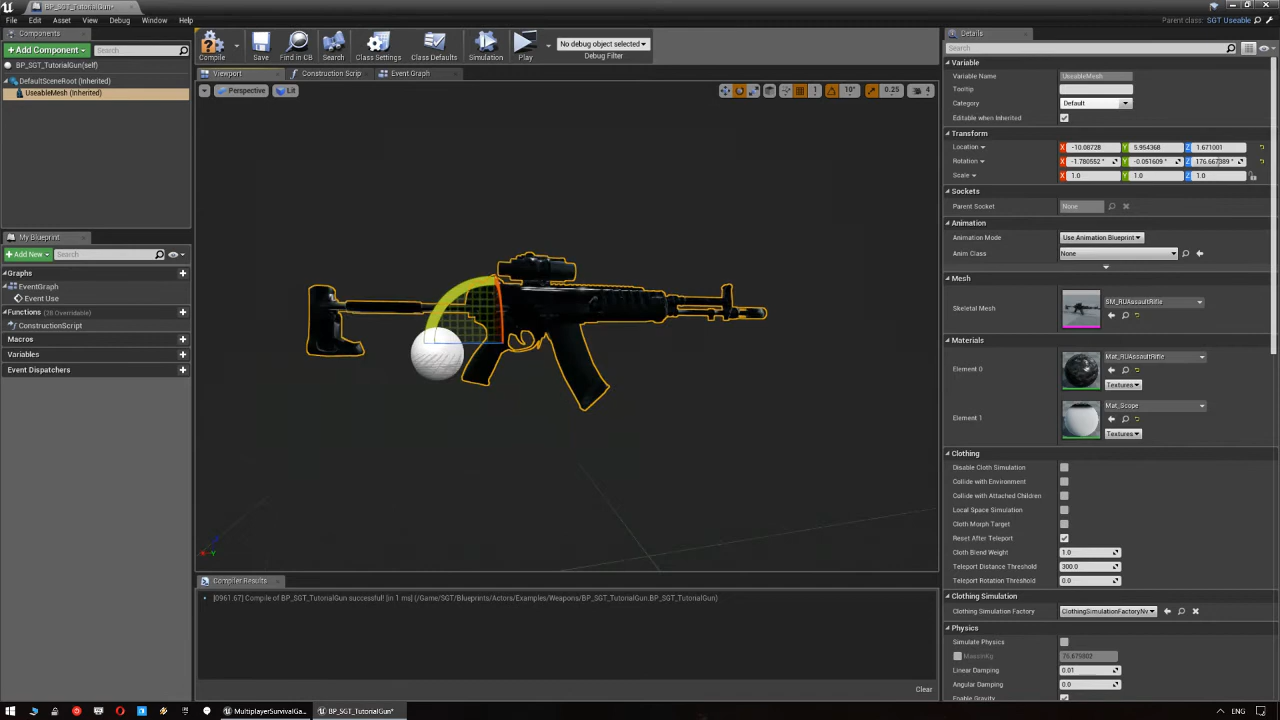 BP_SGT_TutorialGun*
File Edit Asset View Debug Window Help
Parent class: SGT Useable
Components
+Add Component
Search
BP_SGT_TutorialGun(self)
DefaultSceneRoot (Inherited)
UseableMesh (Inherited)
My Blueprint
+Add New
Search
Graphs
EventGraph
Event Use
Functions (28 Overridable)
ConstructionScript
Macros
Variables
Event Dispatchers
Compile
Save
Find in CB
Search
Class Settings
Class Defaults
Simulation
Play
No debug object selected
Debug Filter
Viewport
Construction Scrip
Event Graph
Perspective
Lit
1
10°
0.25
4
Compiler Results
[0961.67] Compile of BP_SGT_TutorialGun successful! [in 1 ms] (/Game/SGT/Blueprints/Actors/Examples/Weapons/BP_SGT_TutorialGun.BP_SGT_TutorialGun)
Clear
Details
Search
Variable
Variable Name UseableMesh
Tooltip
Category Default
Editable when Inherited
Transform
Location X -10.08728 Y 5.954368 Z 1.671001
Rotation X -1.780552 ° Y -0.051609 ° Z 176.667389 °
Scale X 1.0 Y 1.0 Z 1.0
Sockets
Parent Socket None
Animation
Animation Mode Use Animation Blueprint
Anim Class None
Mesh
Skeletal Mesh SM_RUAssaultRifle
Materials
Element 0 Mat_RUAssaultRifle
Textures
Element 1 Mat_Scope
Textures
Clothing
Disable Cloth Simulation
Collide with Environment
Collide with Attached Children
Local Space Simulation
Cloth Morph Target
Reset After Teleport
Cloth Blend Weight 1.0
Teleport Distance Threshold 300.0
Teleport Rotation Threshold 0.0
Clothing Simulation
Clothing Simulation Factory ClothingSimulationFactoryNv
Physics
Simulate Physics
MassInKg 76.679802
Linear Damping 0.01
Angular Damping 0.0
Enable Gravity
MultiplayerSurvivalGa...
BP_SGT_TutorialGun*
ENG